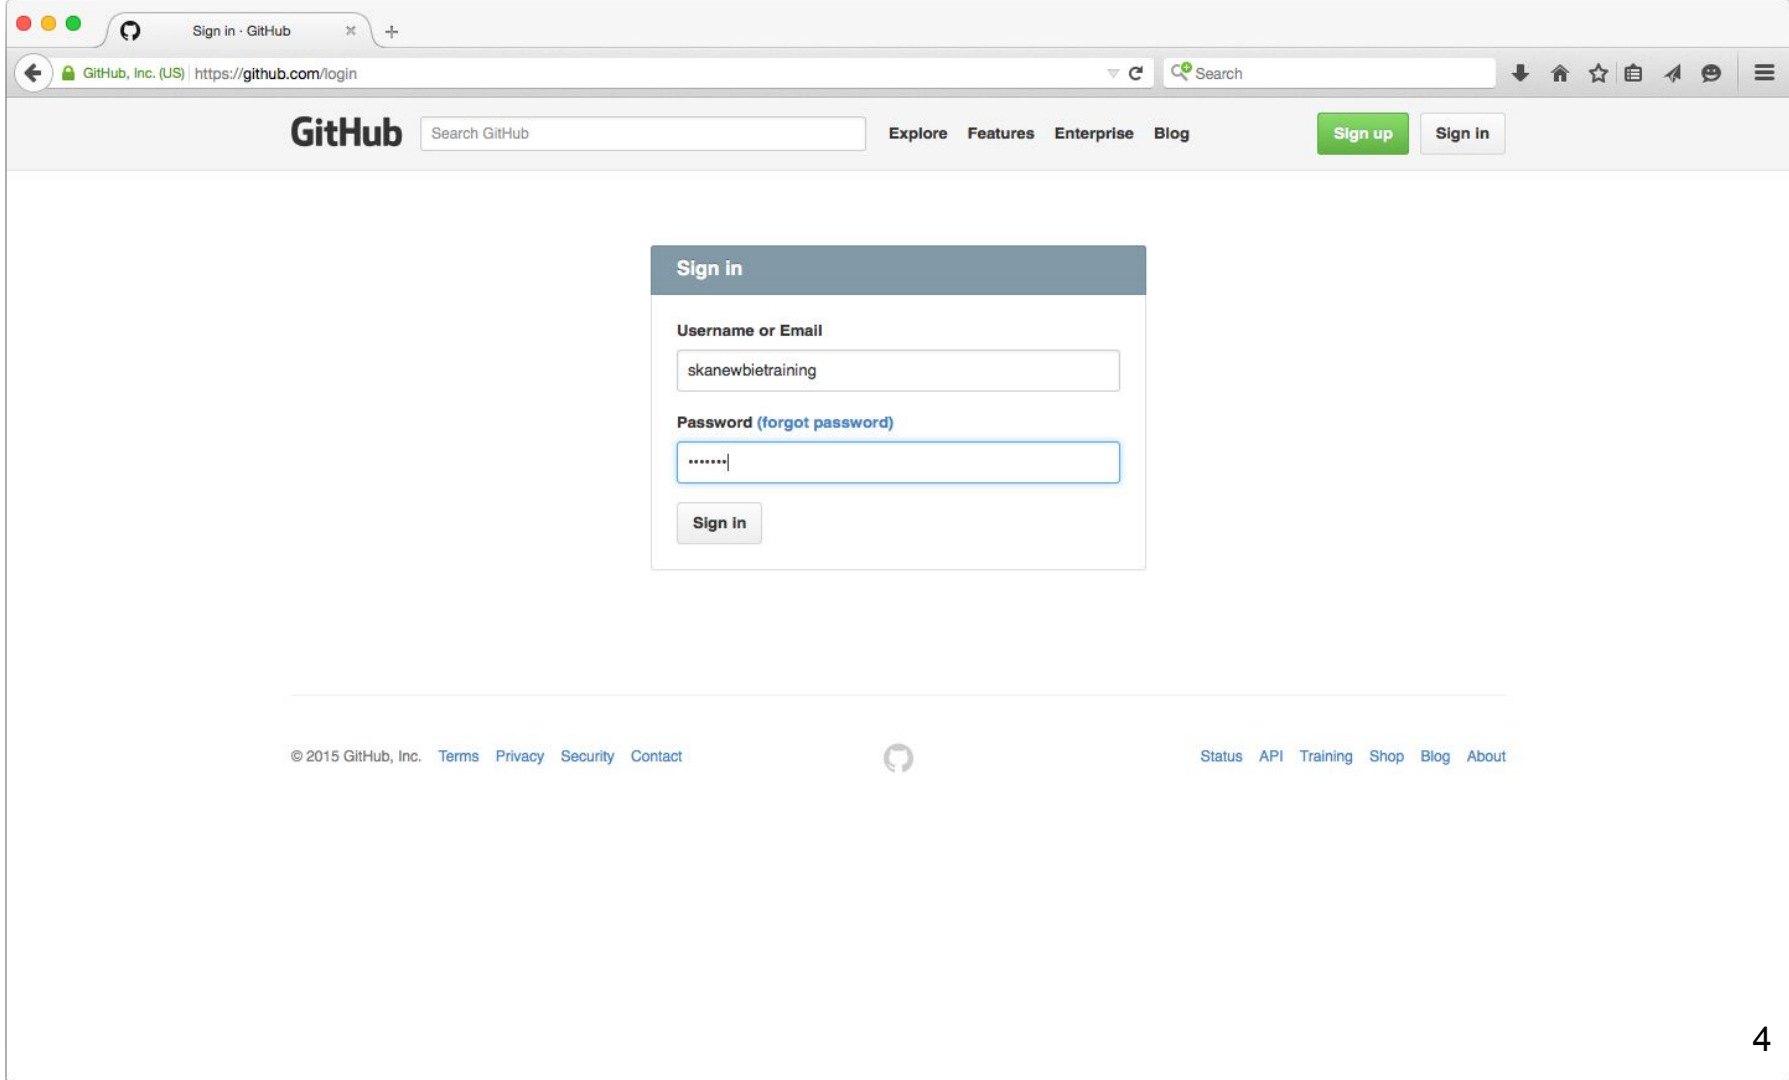 Sign in · GitHub
GitHub, Inc. (US) https://github.com/login Search
GitHub Search GitHub Explore Features Enterprise Blog Sign up Sign in
Sign in
Username or Email
skanewbietraining
Password (forgot password)
•••••••
Sign in
© 2015 GitHub, Inc. Terms Privacy Security Contact Status API Training Shop Blog About
4